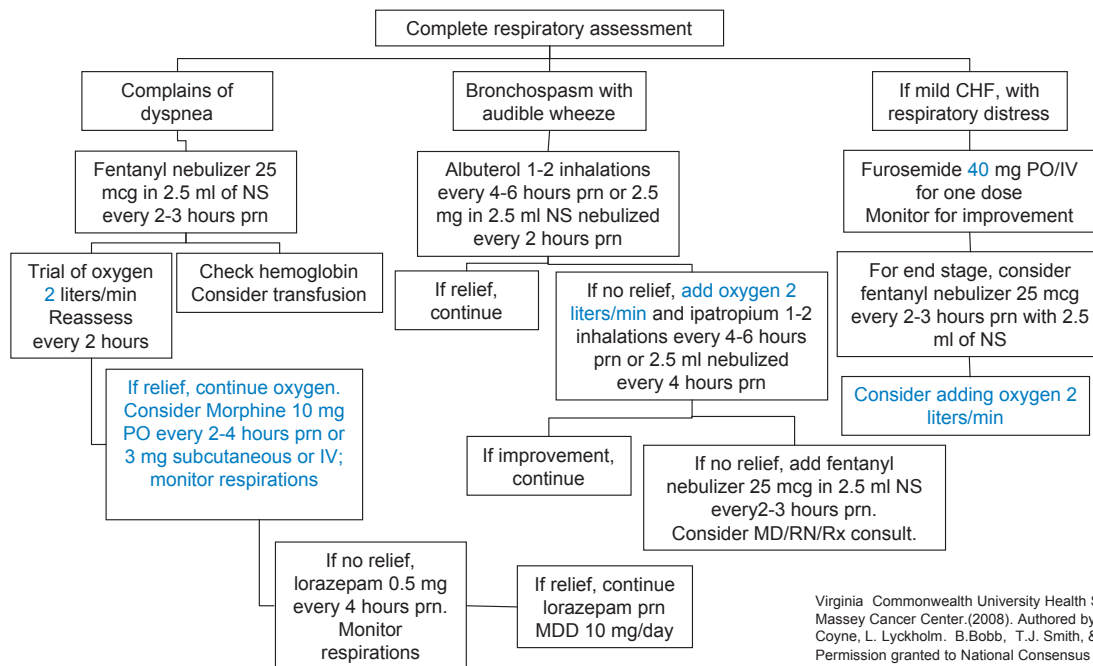 Complete respiratory assessment
Complains of
dyspnea
Bronchospasm with
audible wheeze
If mild CHF, with
respiratory distress
Fentanyl nebulizer 25
mcg in 2.5 ml of NS
every 2-3 hours prn
Albuterol 1-2 inhalations
every 4-6 hours prn or 2.5
mg in 2.5 ml NS nebulized
every 2 hours prn
Furosemide 40 mg PO/IV
for one dose
Monitor for improvement
Trial of oxygen
2 liters/min
Reassess
every 2 hours
Check hemoglobin
Consider transfusion
If relief,
continue
If no relief, add oxygen 2
liters/min and ipatropium 1-2
inhalations every 4-6 hours
prn or 2.5 ml nebulized
every 4 hours prn
For end stage, consider
fentanyl nebulizer 25 mcg
every 2-3 hours prn with 2.5
ml of NS
If relief, continue oxygen.
Consider Morphine 10 mg
PO every 2-4 hours prn or
3 mg subcutaneous or IV;
monitor respirations
Consider adding oxygen 2
liters/min
If improvement,
continue
If no relief, add fentanyl
nebulizer 25 mcg in 2.5 ml NS
every2-3 hours prn.
Consider MD/RN/Rx consult.
If no relief,
lorazepam 0.5 mg
every 4 hours prn.
Monitor
respirations
If relief, continue
lorazepam prn
MDD 10 mg/day
Virginia Commonwealth University Health
Massey Cancer Center.(2008). Authored by
Coyne, L. Lyckholm. B.Bobb, T.J. Smith, &
Permission granted to National Consensus